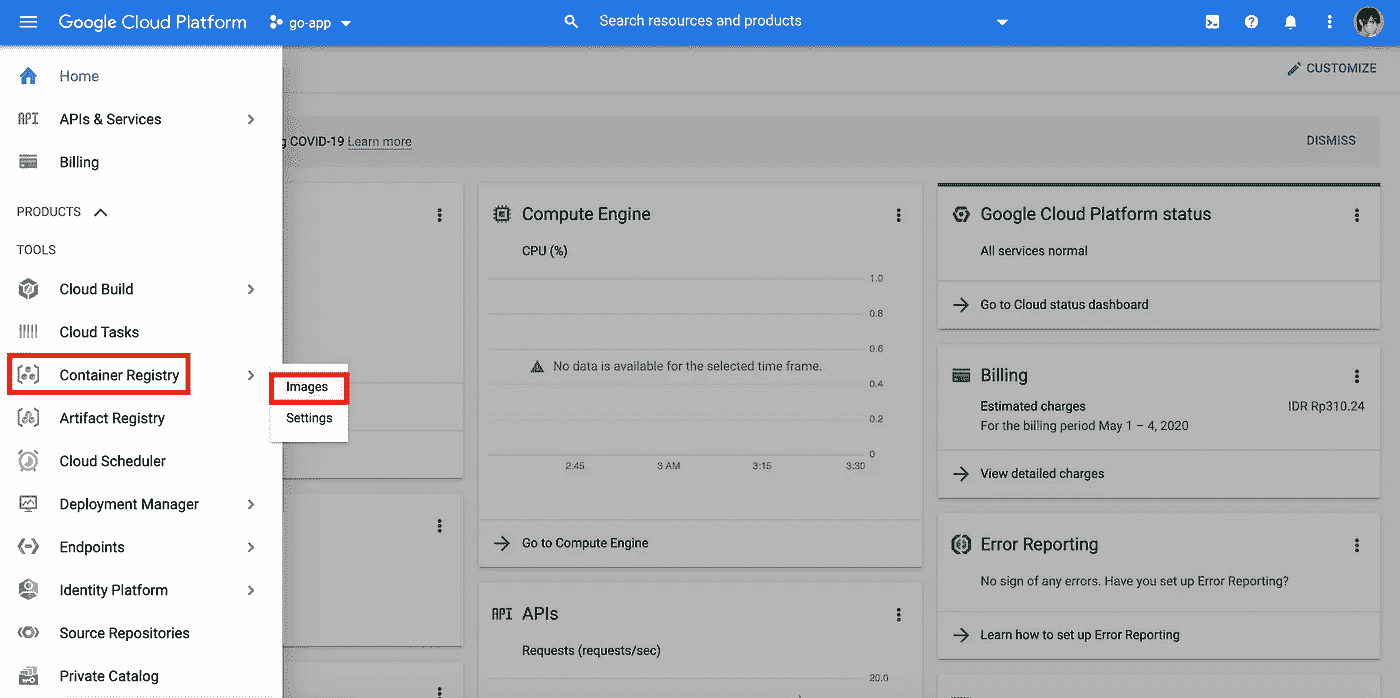 Google Cloud Platform
go-app
Search resources and products
Home
API APIs & Services
Billing
PRODUCTS
TOOLS
Cloud Build
Cloud Tasks
Container Registry
Artifact Registry
Cloud Scheduler
Deployment Manager
Endpoints
Identity Platform
Source Repositories
Private Catalog
Images
Settings
CUSTOMIZE
g COVID-19 Learn more
DISMISS
Compute Engine
CPU (%)
1.0
0.8
0.6
No data is available for the selected time frame.
0.4
0.2
0
2:45 3 AM 3:15 3:30
Go to Compute Engine
API APIs
Requests (requests/sec)
20.0
Google Cloud Platform status
All services normal
Go to Cloud status dashboard
Billing
Estimated charges IDR Rp310.24
For the billing period May 1 – 4, 2020
View detailed charges
Error Reporting
No sign of any errors. Have you set up Error Reporting?
Learn how to set up Error Reporting